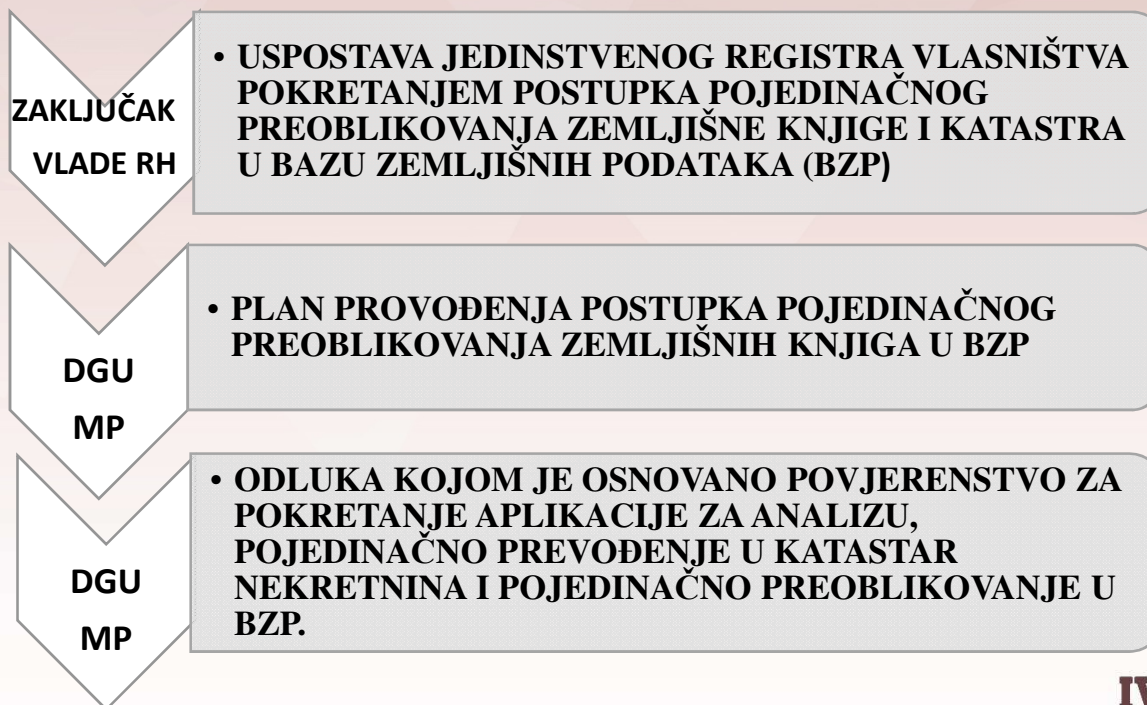 ZAKLJUČAK
VLADE RH
• USPOSTAVA JEDINSTVENOG REGISTRA VLASNIŠTVA
POKRETANJEM POSTUPKA POJEDINAČNOG
PREOBLIKOVANJA ZEMLJIŠNE KNJIGE I KATASTRA
U BAZU ZEMLJIŠNIH PODATAKA (BZP)
DGU
MP
• PLAN PROVOĐENJA POSTUPKA POJEDINAČNOG
PREOBLIKOVANJA ZEMLJIŠNIH KNJIGA U BZP
DGU
MP
• ODLUKA KOJOM JE OSNOVANO POVJERENSTVO ZA
POKRETANJE APLIKACIJE ZA ANALIZU,
POJEDINAČNO PREVOĐENJE U KATASTAR
NEKRETNINA I POJEDINAČNO PREOBLIKOVANJE U
BZP.